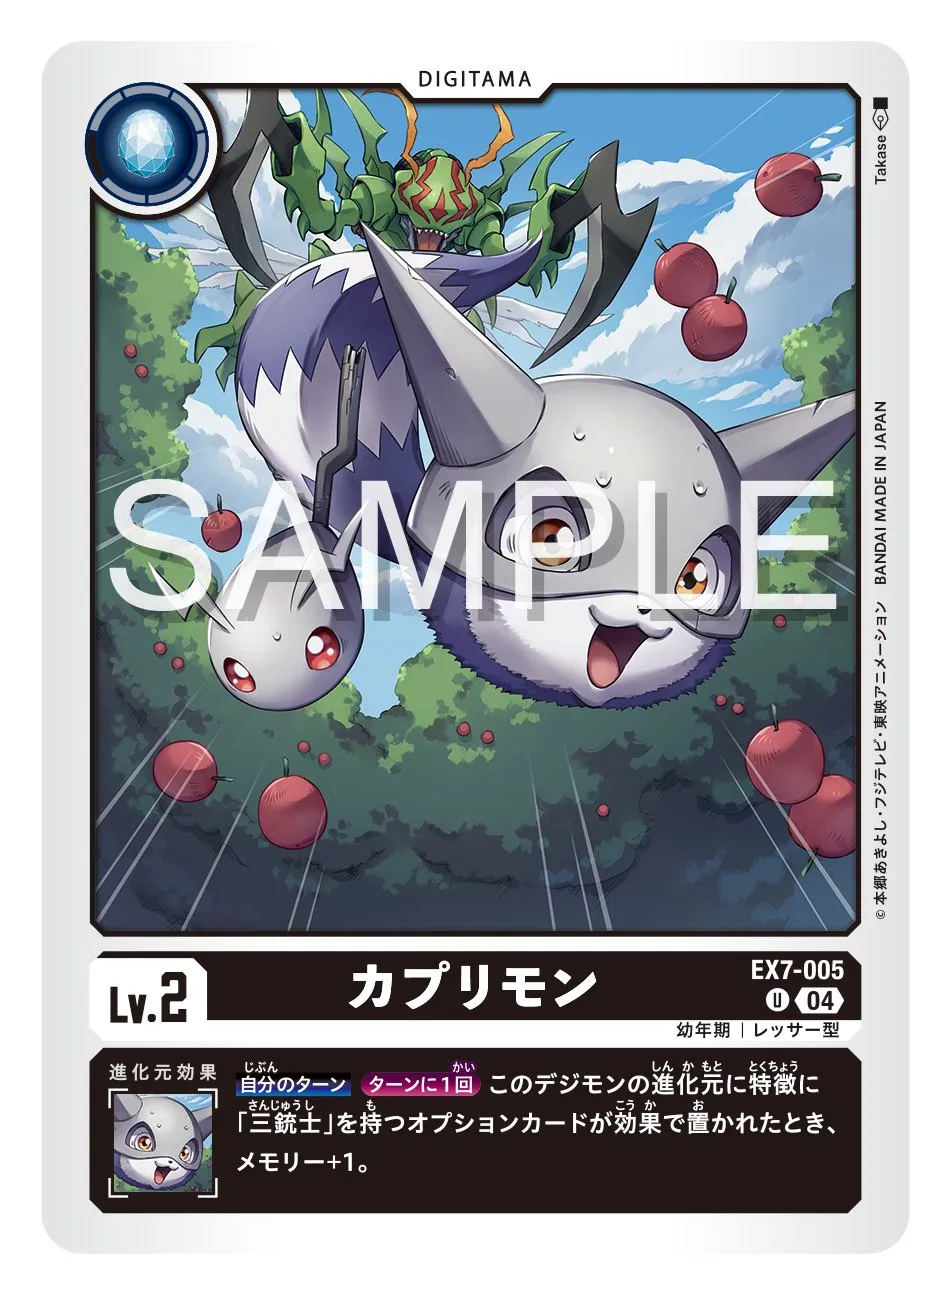 DIGITAMA
Takase
BANDAI MADE IN JAPAN
© 本郷あきよし・フジテレビ・東映アニメーション
SAMPLE
Lv.2
カプリモン
EX7-005
U 04
幼年期 | レッサー型
進化元効果
自分のターン ターンに1回 このデジモンの進化元に特徴に
「三銃士」を持つオプションカードが効果で置かれたとき、
メモリー+1。